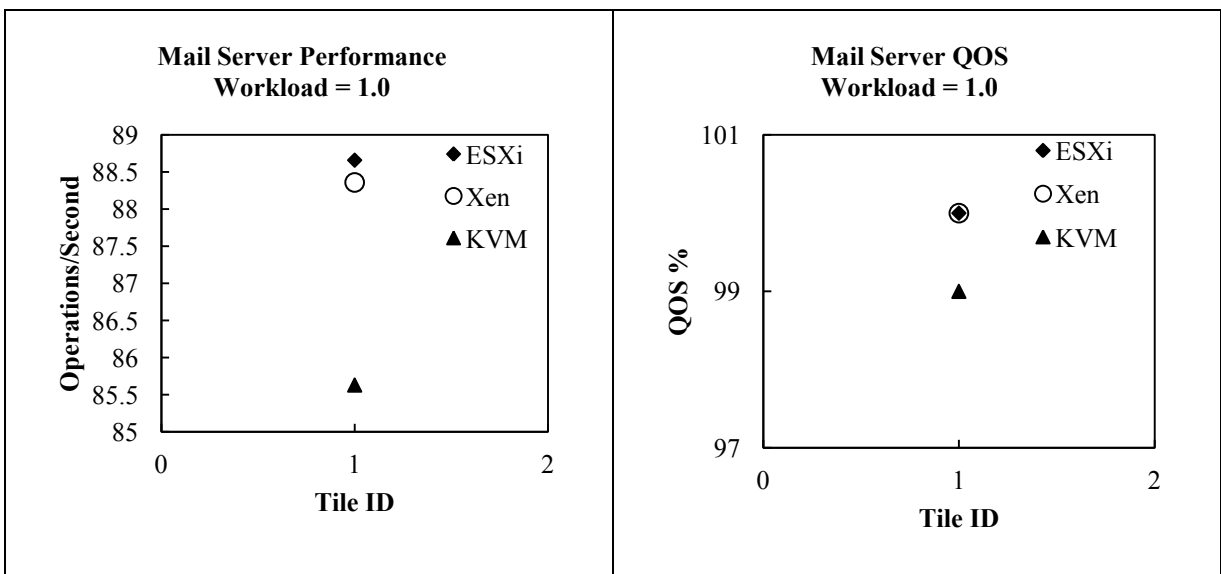 Mail Server Performance
Workload = 1.0
Operations/Second
89
88.5
88
87.5
87
86.5
86
85.5
85
0 1 2
Tile ID
ESXi
Xen
KVM
Mail Server QOS
Workload = 1.0
QOS %
101
99
97
0 1 2
Tile ID
ESXi
Xen
KVM